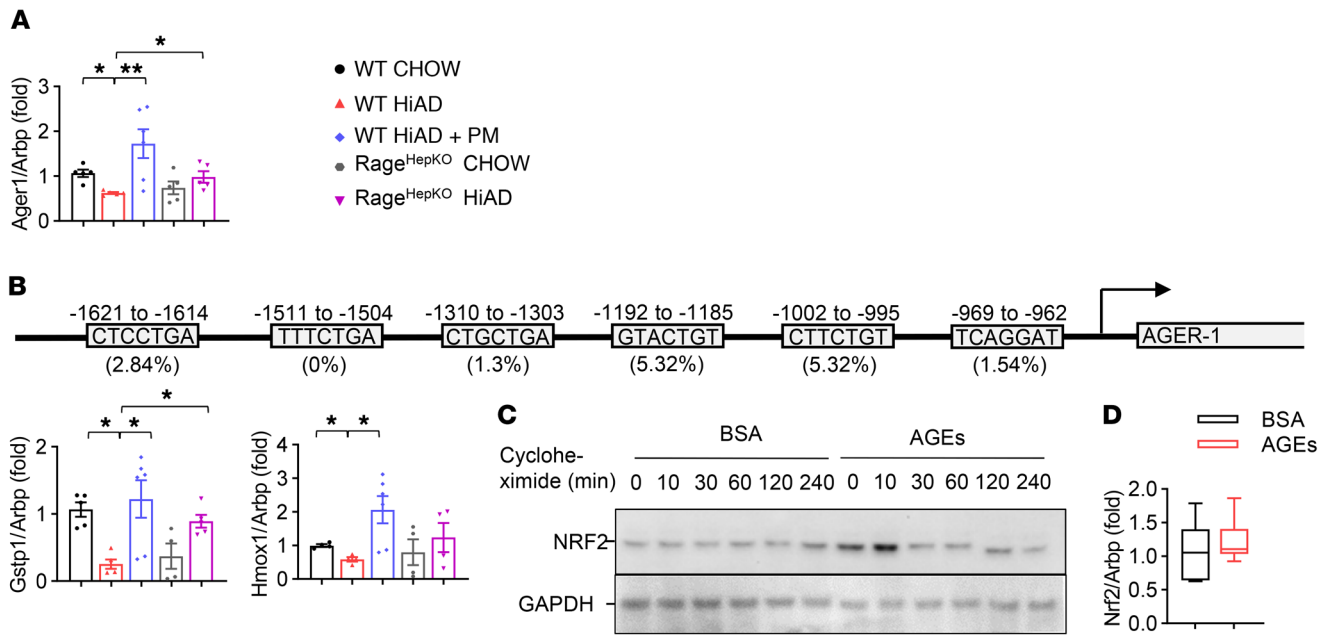 A
* ** *
Ager1/Arbp (fold)
3
2
1
0
WT CHOW
WT HiAD
WT HiAD + PM
Rage^HepKO CHOW
Rage^HepKO HiAD
B
-1621 to -1614 -1511 to -1504 -1310 to -1303 -1192 to -1185 -1002 to -995 -969 to -962
CTCCTGA TTTCTGA CTGCTGA GTACTGT CTTCTGT TCAGGAT AGER-1
(2.84%) (0%) (1.3%) (5.32%) (5.32%) (1.54%)
* * *
Gstp1/Arbp (fold)
2
1
0
* *
Hmox1/Arbp (fold)
4
3
2
1
0
C
BSA AGEs
Cyclohe-
ximide (min) 0 10 30 60 120 240 0 10 30 60 120 240
NRF2
GAPDH
D
BSA
AGEs
Nrf2/Arbp (fold)
2.0
1.5
1.0
0.5
0.0